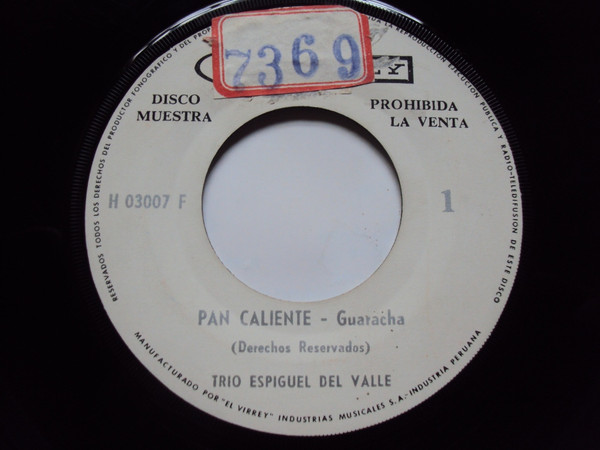 7369
DISCO
MUESTRA
PROHIBIDA
LA VENTA
H 03007 F
1
PAN CALIENTE - Guaracha
(Derechos Reservados)
TRIO ESPIGUEL DEL VALLE
RESERVADOS TODOS LOS DERECHOS DEL PRODUCTOR FONOGRAFICO Y DEL
EJECUCION PUBLICA Y RADIO-TELEDIFUSION DE ESTE DISCO
MANUFACTURADO POR "EL VIRREY" INDUSTRIAS MUSICALES S.A.-INDUSTRIA PERUANA